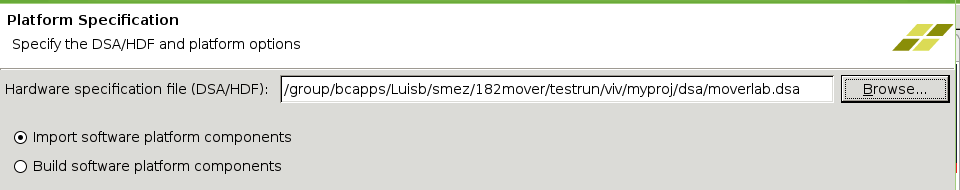 Platform Specification
Specify the DSA/HDF and platform options
Hardware specification file (DSA/HDF): /group/bcapps/Luisb/smez/182mover/testrun/viv/myproj/dsa/moverlab.dsa Browse...
Import software platform components
Build software platform components